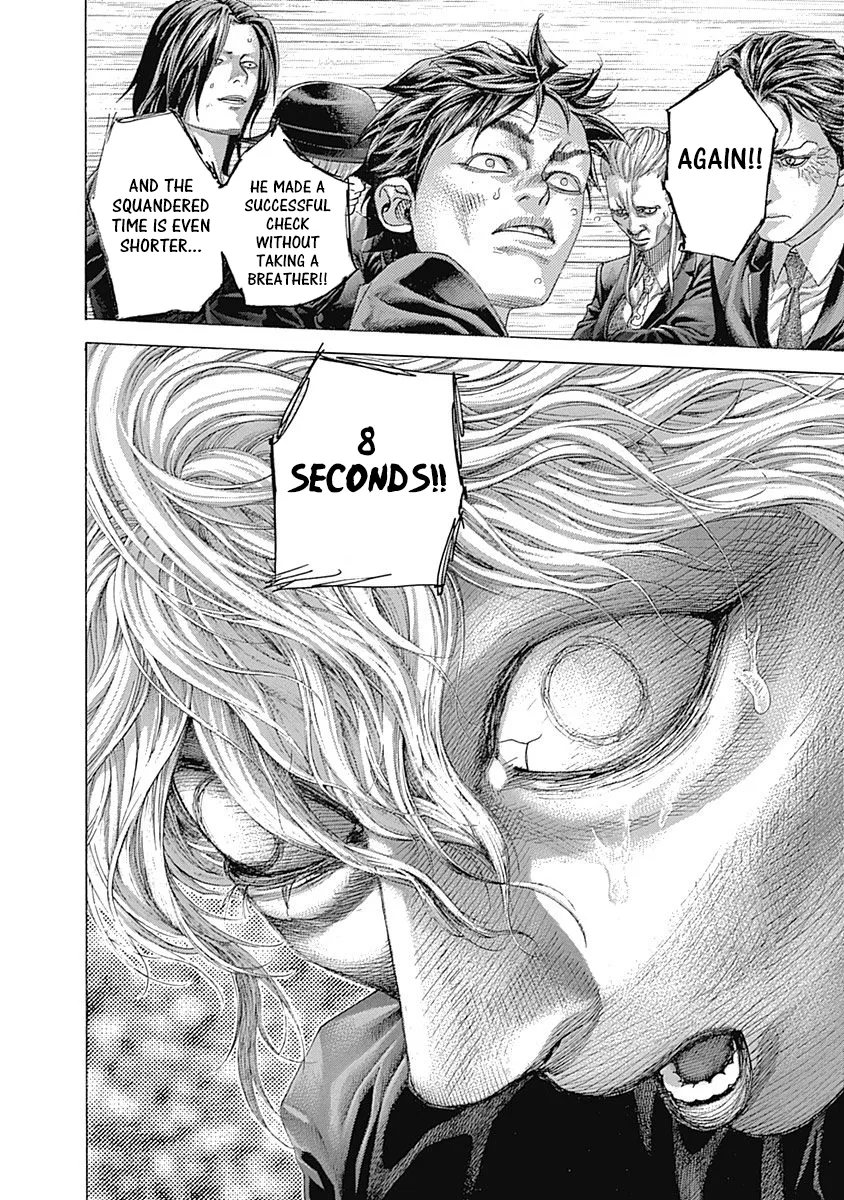 AGAIN!!
HE MADE A
SUCCESSFUL
CHECK
WITHOUT
TAKING A
BREATHER!!
AND THE
SQUANDERED
TIME IS EVEN
SHORTER...
8
SECONDS!!